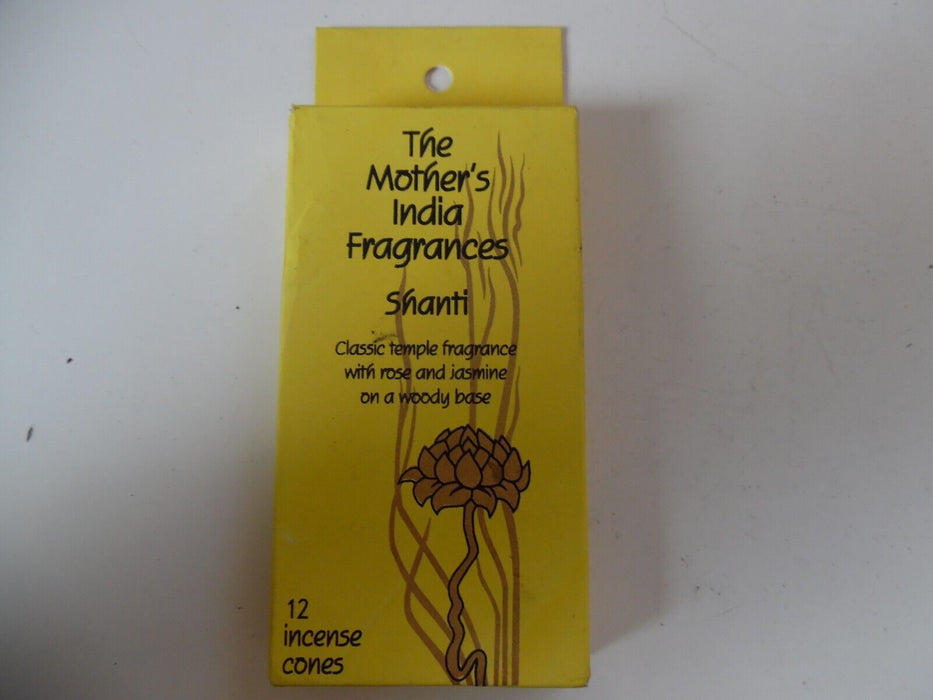 The
Mother's
India
Fragrances
Shanti
Classic temple fragrance
with rose and jasmine
on a woody base
12
incense
cones